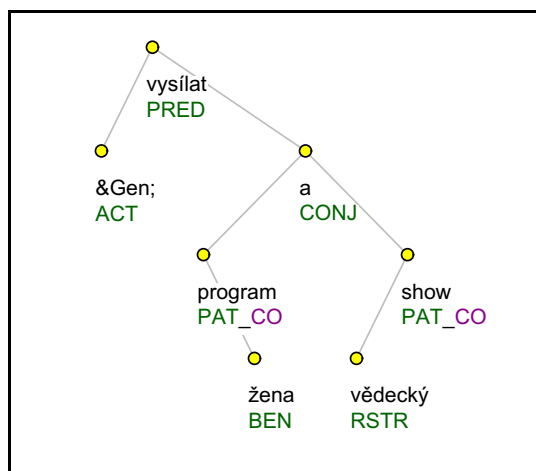 vysílat
PRED
&Gen;
ACT
a
CONJ
program
PAT_CO
show
PAT_CO
žena
BEN
vědecký
RSTR